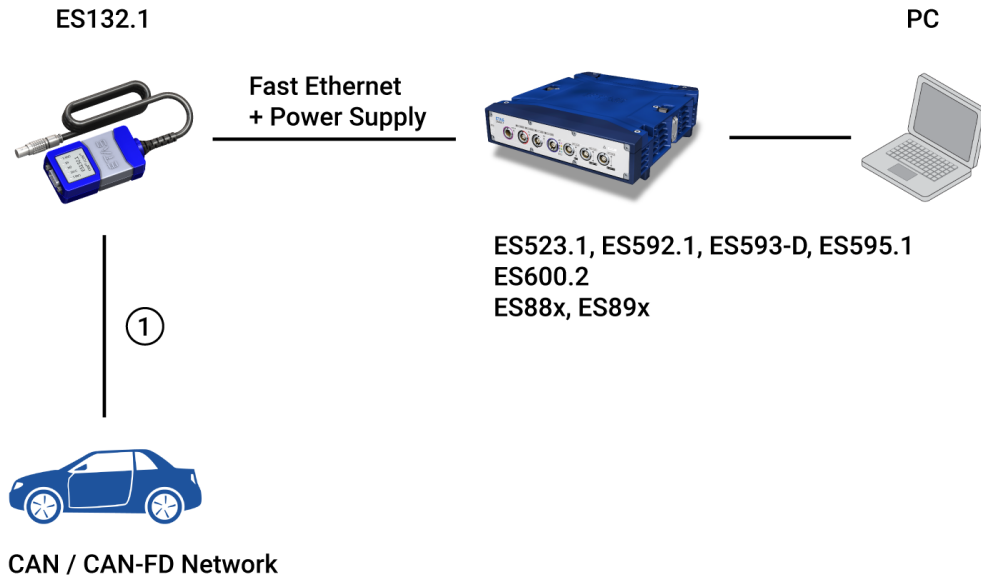 ES132.1
PC
Fast Ethernet
+ Power Supply
ETAS
ES523.1, ES592.1, ES593-D, ES595.1
ES600.2
ES88x, ES89x
1
CAN / CAN-FD Network